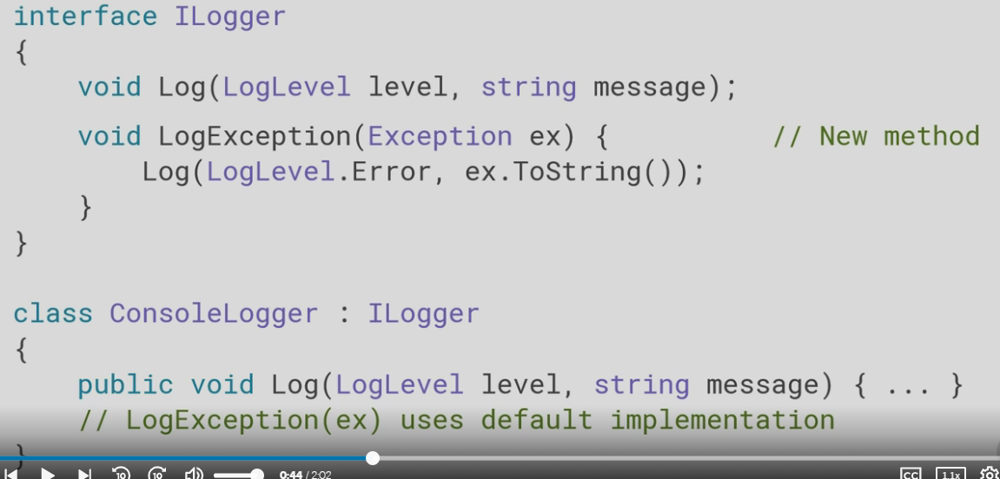 interface ILogger
{
    void Log(LogLevel level, string message);
    void LogException(Exception ex) {          // New method
        Log(LogLevel.Error, ex.ToString());
    }
}
class ConsoleLogger : ILogger
{
    public void Log(LogLevel level, string message) { ... }
    // LogException(ex) uses default implementation
}
10 10 0:44 / 2:02 CC 1.1x